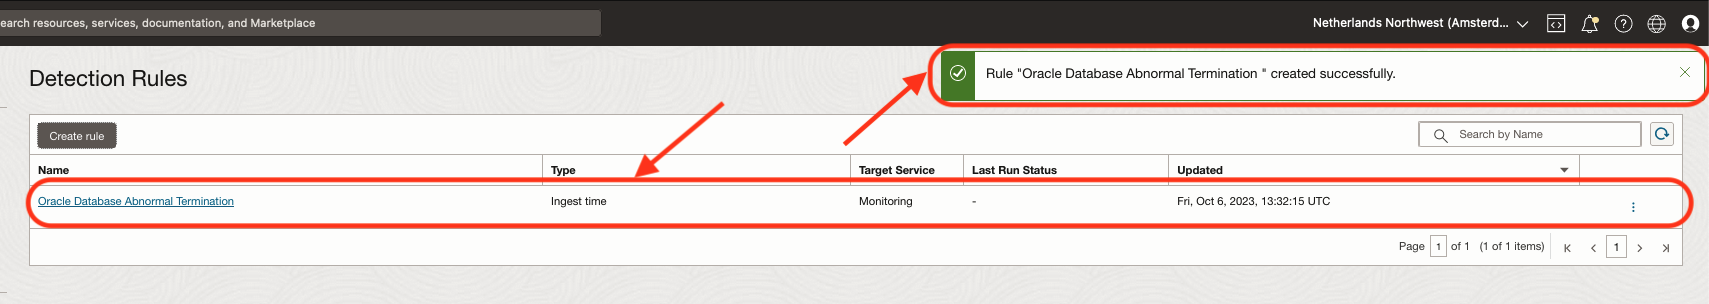 earch resources, services, documentation, and Marketplace
Netherlands Northwest (Amsterd...
Detection Rules
Rule "Oracle Database Abnormal Termination " created successfully.
Create rule
Search by Name
Name Type Target Service Last Run Status Updated
Oracle Database Abnormal Termination Ingest time Monitoring - Fri, Oct 6, 2023, 13:32:15 UTC
Page 1 of 1 (1 of 1 items) 1